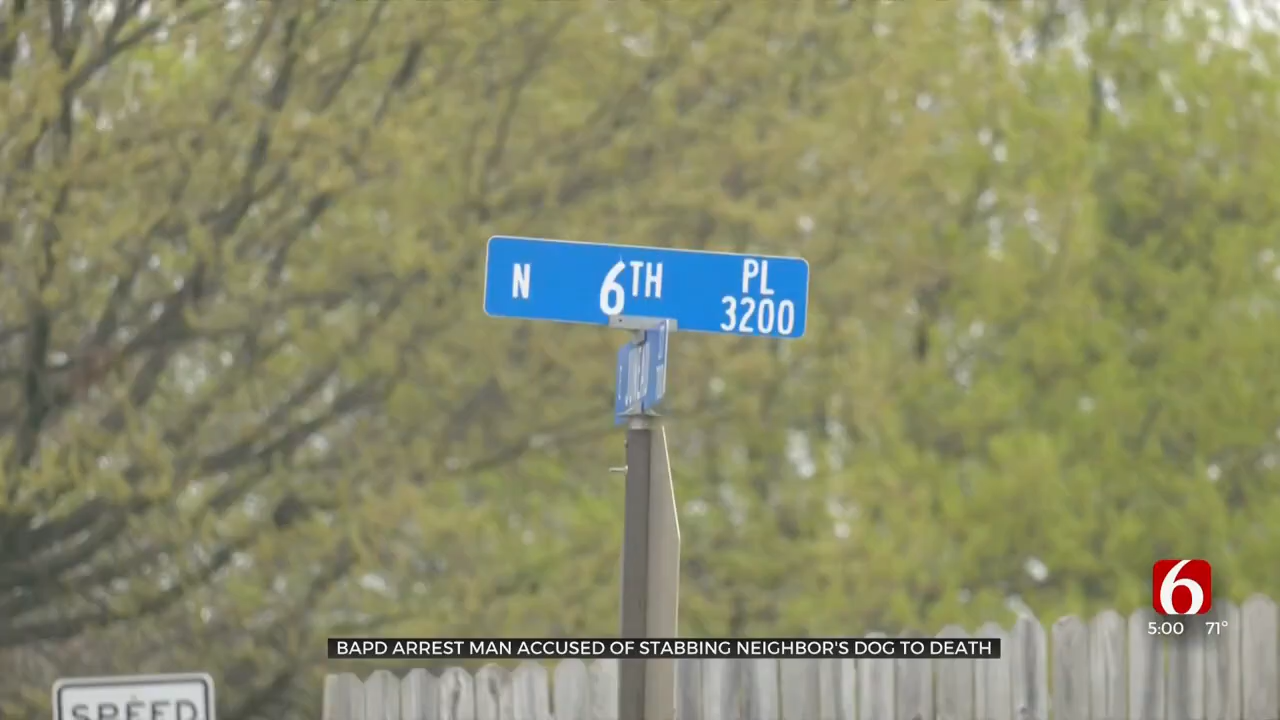 N 6TH PL
3200
SPEED
BAPD ARREST MAN ACCUSED OF STABBING NEIGHBOR'S DOG TO DEATH
6
5:00 71°